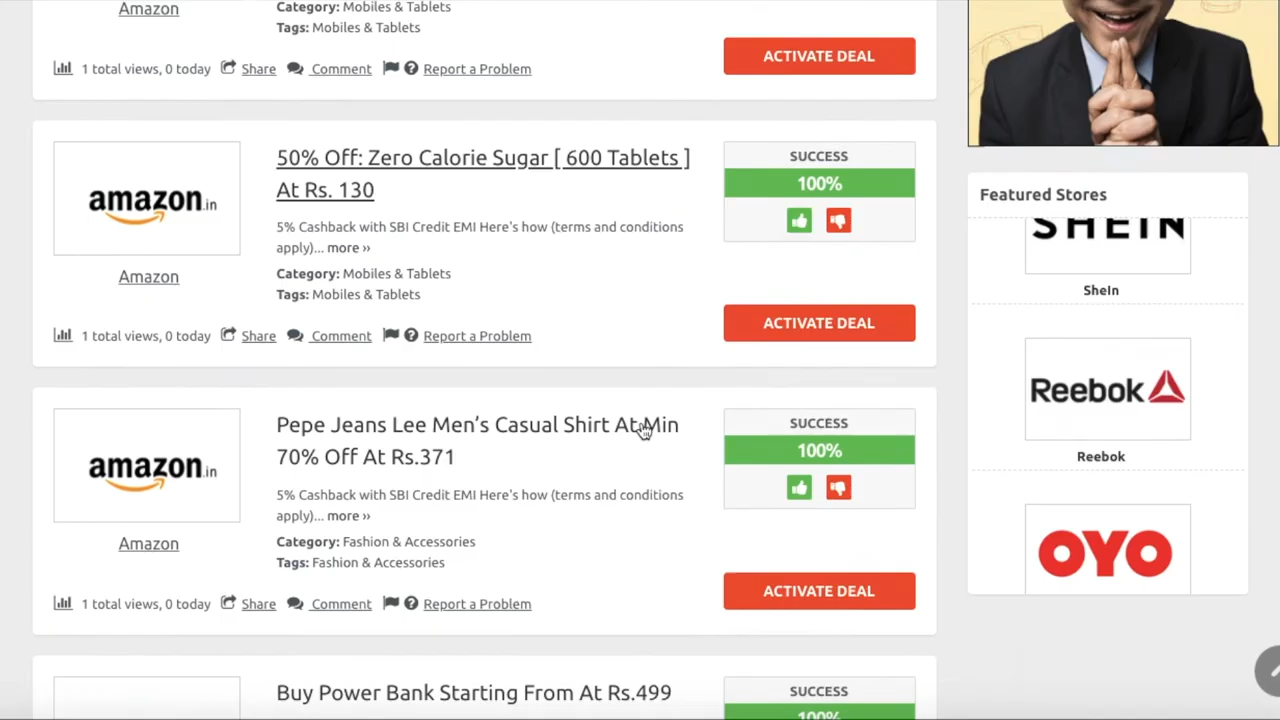 Amazon
Category: Mobiles & Tablets
Tags: Mobiles & Tablets
1 total views, 0 today Share Comment Report a Problem
ACTIVATE DEAL
amazon.in
Amazon
50% Off: Zero Calorie Sugar [ 600 Tablets ]
At Rs. 130
5% Cashback with SBI Credit EMI Here's how (terms and conditions
apply)... more ››
Category: Mobiles & Tablets
Tags: Mobiles & Tablets
SUCCESS
100%
1 total views, 0 today Share Comment Report a Problem
ACTIVATE DEAL
amazon.in
Amazon
Pepe Jeans Lee Men’s Casual Shirt At Min
70% Off At Rs.371
5% Cashback with SBI Credit EMI Here's how (terms and conditions
apply)... more ››
Category: Fashion & Accessories
Tags: Fashion & Accessories
SUCCESS
100%
1 total views, 0 today Share Comment Report a Problem
ACTIVATE DEAL
Buy Power Bank Starting From At Rs.499
SUCCESS
100%
Featured Stores
SHEIN
SheIn
Reebok
Reebok
OYO